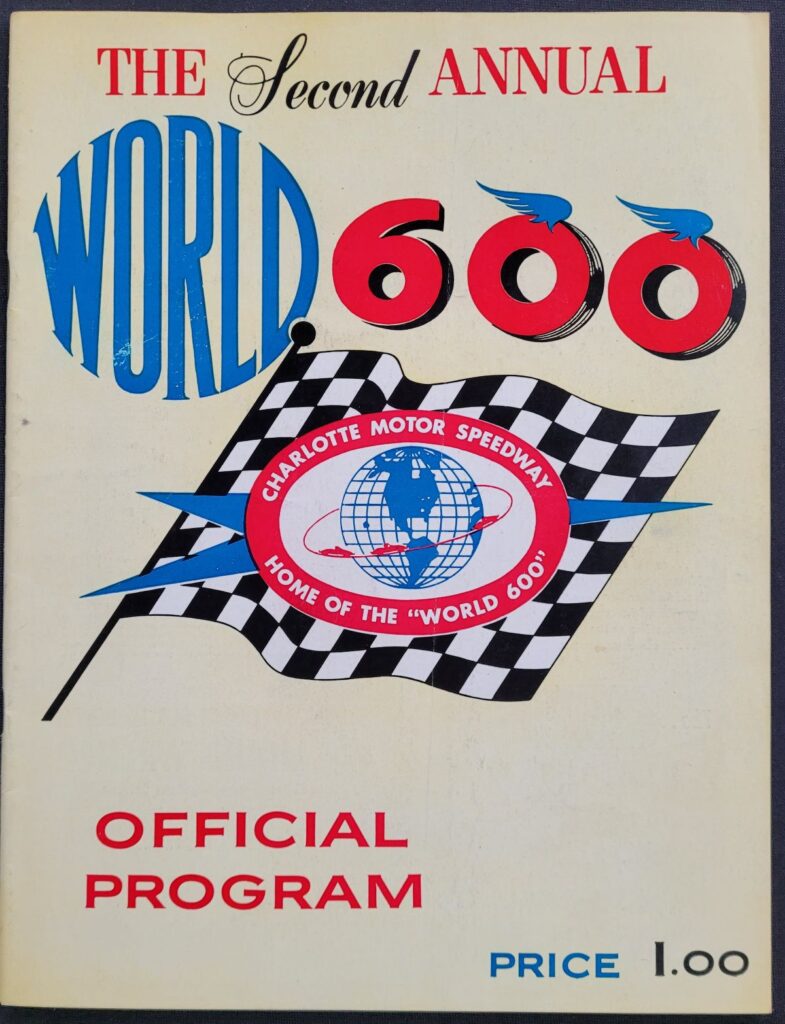 THE Second ANNUAL
WORLD
600
CHARLOTTE MOTOR SPEEDWAY
HOME OF THE "WORLD 600"
OFFICIAL
PROGRAM
PRICE 1.00